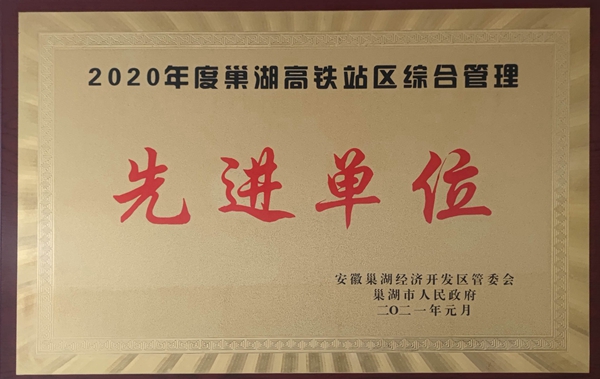 2020年度巢湖高铁站区综合管理
先进单位
安徽巢湖经济开发区管委会
巢湖市人民政府
二〇二一年元月